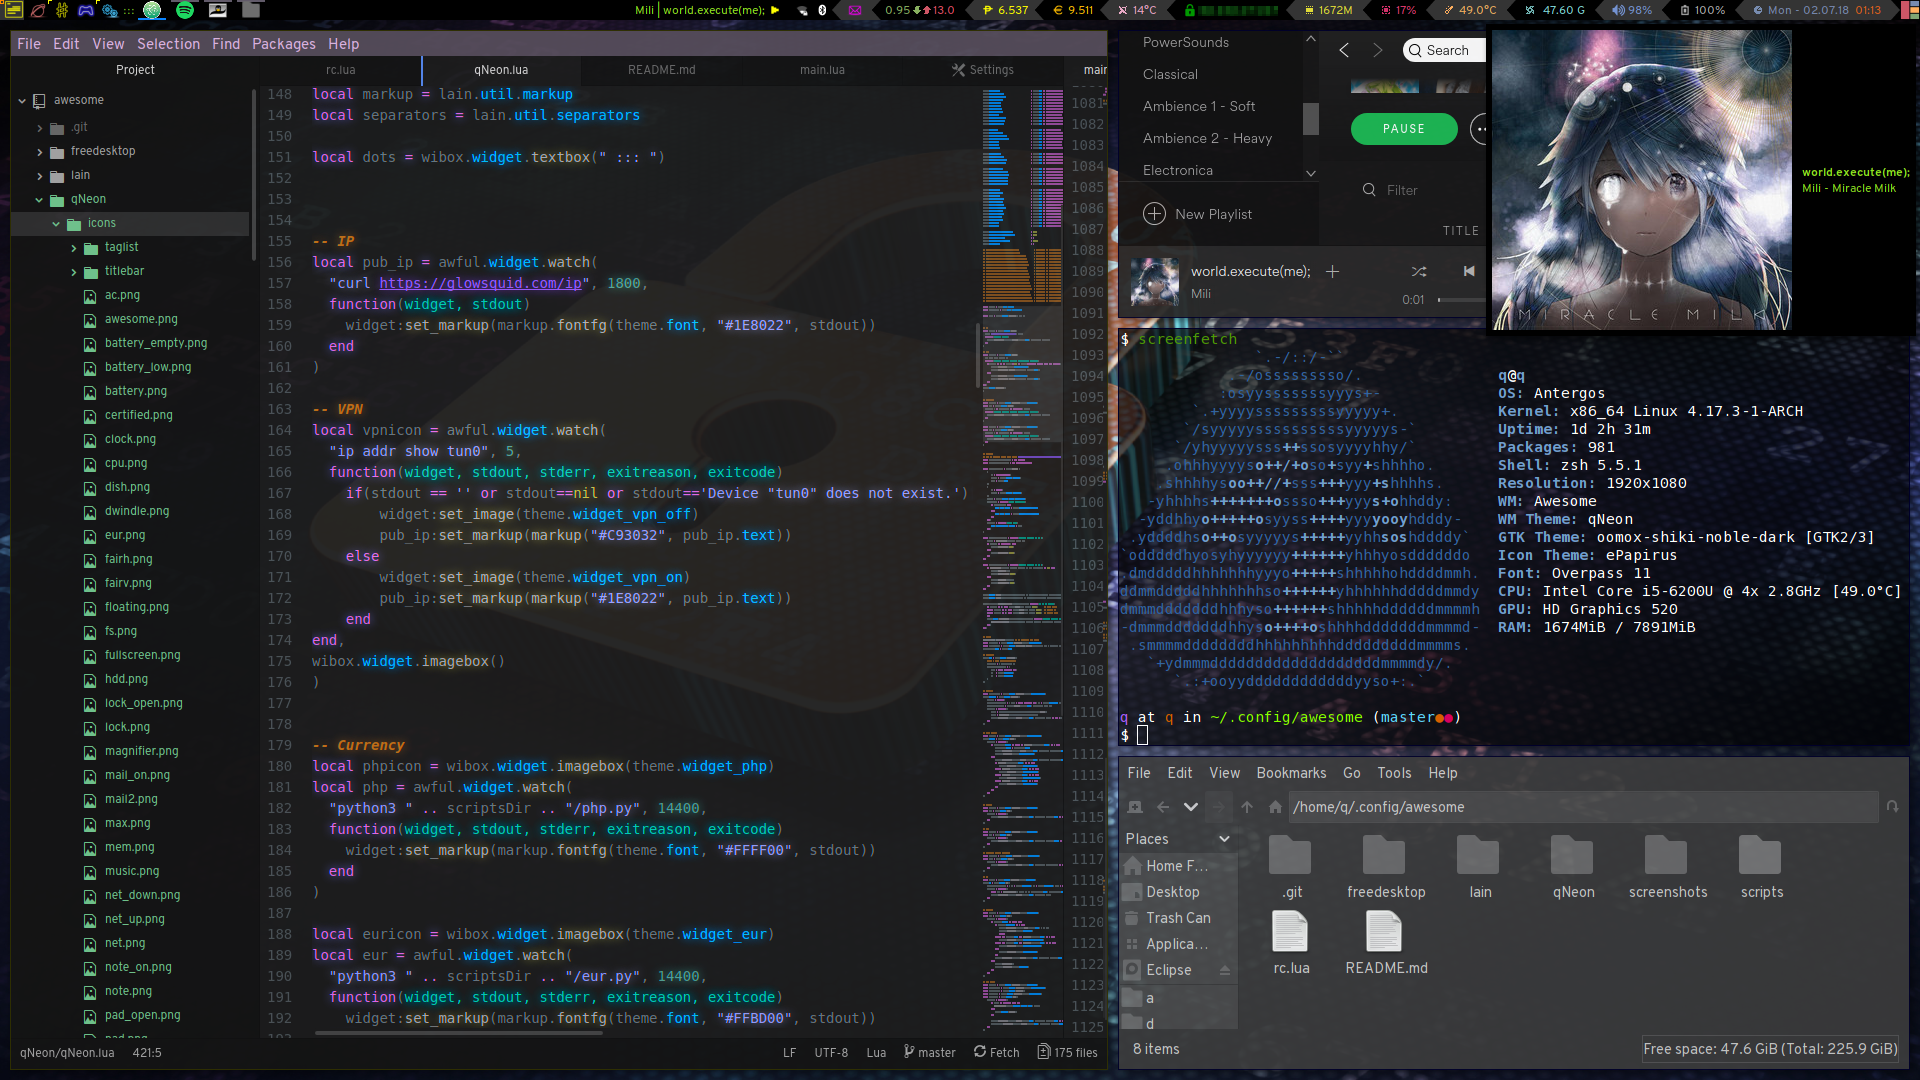 Mili | world.execute(me);
0.95 13.0
6.537
9.511
14°C
1672M
17%
49.0°C
47.60 G
98%
100%
Mon - 02.07.18 01:13
File Edit View Selection Find Packages Help
Project
rc.lua
qNeon.lua
README.md
main.lua
Settings
awesome
.git
freedesktop
lain
qNeon
icons
taglist
titlebar
ac.png
awesome.png
battery_empty.png
battery_low.png
battery.png
certified.png
clock.png
cpu.png
dish.png
dwindle.png
eur.png
fairh.png
fairv.png
floating.png
fs.png
fullscreen.png
hdd.png
lock_open.png
lock.png
magnifier.png
mail_on.png
mail2.png
max.png
mem.png
music.png
net_down.png
net_up.png
net.png
note_on.png
note.png
pad_open.png
148 local markup = lain.util.markup
149 local separators = lain.util.separators
150
151 local dots = wibox.widget.textbox(" ::: ")
152
153
154
155 -- IP
156 local pub_ip = awful.widget.watch(
157 "curl https://glowsquid.com/ip", 1800,
158 function(widget, stdout)
159 widget:set_markup(markup.fontfg(theme.font, "#1E8022", stdout))
160 end
161 )
162
163 -- VPN
164 local vpnicon = awful.widget.watch(
165 "ip addr show tun0", 5,
166 function(widget, stdout, stderr, exitreason, exitcode)
167 if(stdout == '' or stdout==nil or stdout=='Device "tun0" does not exist.')
168 widget:set_image(theme.widget_vpn_off)
169 pub_ip:set_markup(markup("#C93032", pub_ip.text))
170 else
171 widget:set_image(theme.widget_vpn_on)
172 pub_ip:set_markup(markup("#1E8022", pub_ip.text))
173 end
174 end,
175 wibox.widget.imagebox()
176 )
177
178
179 -- Currency
180 local phpicon = wibox.widget.imagebox(theme.widget_php)
181 local php = awful.widget.watch(
182 "python3 " .. scriptsDir .. "/php.py", 14400,
183 function(widget, stdout, stderr, exitreason, exitcode)
184 widget:set_markup(markup.fontfg(theme.font, "#FFFF00", stdout))
185 end
186 )
187
188 local euricon = wibox.widget.imagebox(theme.widget_eur)
189 local eur = awful.widget.watch(
190 "python3 " .. scriptsDir .. "/eur.py", 14400,
191 function(widget, stdout, stderr, exitreason, exitcode)
192 widget:set_markup(markup.fontfg(theme.font, "#FFBD00", stdout))
qNeon/qNeon.lua 421:5
LF UTF-8 Lua master Fetch 175 files
PowerSounds
Classical
Ambience 1 - Soft
Ambience 2 - Heavy
Electronica
New Playlist
Search
PAUSE
Filter
TITLE
world.execute(me);
Mili
0:01
MIRACLE MILK
world.execute(me);
Mili - Miracle Milk
$ screenfetch
q@q
OS: Antergos
Kernel: x86_64 Linux 4.17.3-1-ARCH
Uptime: 1d 2h 31m
Packages: 981
Shell: zsh 5.5.1
Resolution: 1920x1080
WM: Awesome
WM Theme: qNeon
GTK Theme: oomox-shiki-noble-dark [GTK2/3]
Icon Theme: ePapirus
Font: Overpass 11
CPU: Intel Core i5-6200U @ 4x 2.8GHz [49.0°C]
GPU: HD Graphics 520
RAM: 1674MiB / 7891MiB
q at q in ~/.config/awesome (master●●)
$
File Edit View Bookmarks Go Tools Help
/home/q/.config/awesome
Places
Home F…
Desktop
Trash Can
Applica…
Eclipse
a
d
.git
freedesktop
lain
qNeon
screenshots
scripts
rc.lua
README.md
8 items
Free space: 47.6 GiB (Total: 225.9 GiB)